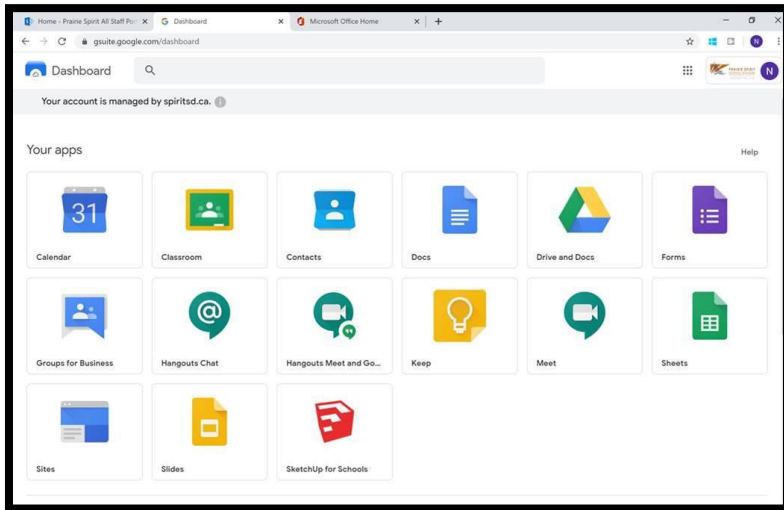 Home - Prairie Spirit All Staff Por
Dashboard
Microsoft Office Home
gsuite.google.com/dashboard
N
Dashboard
PRAIRIE SPIRIT
N
Your account is managed by spiritsd.ca.
Your apps
Help
31
Calendar
Classroom
Contacts
Docs
Drive and Docs
Forms
@
Groups for Business
Hangouts Chat
Hangouts Meet and Go...
Keep
Meet
Sheets
Sites
Slides
SketchUp for Schools